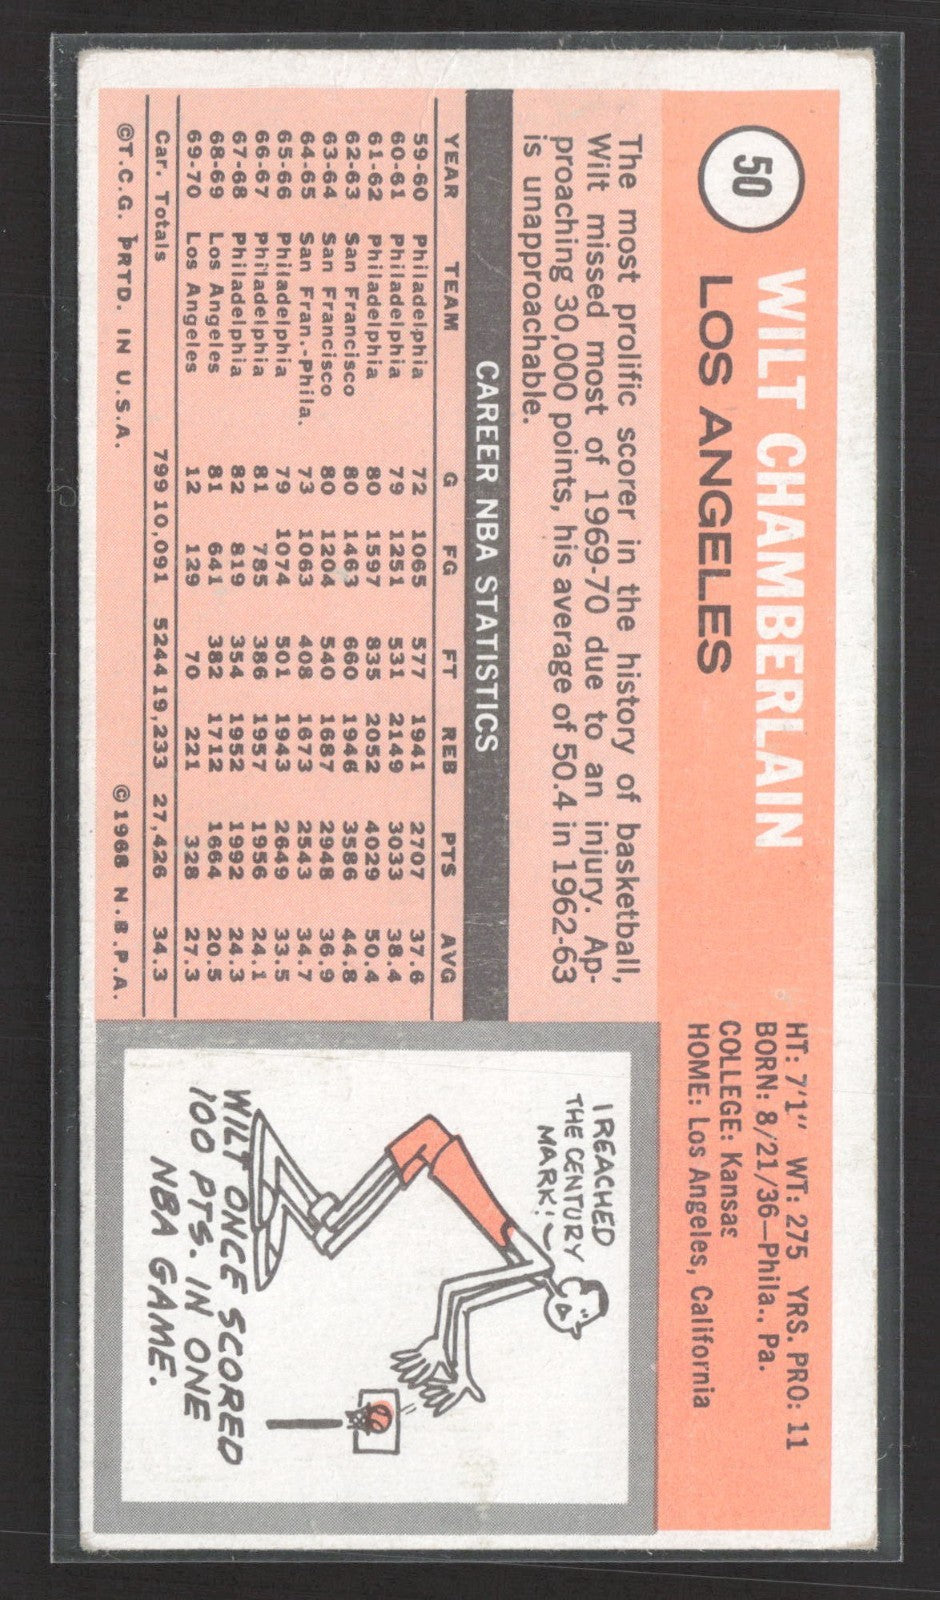 50
WILT CHAMBERLAIN
LOS ANGELES
HT: 7'1" WT: 275 YRS. PRO: 11
BORN: 8/21/36—Phila., Pa.
COLLEGE: Kansas
HOME: Los Angeles, California
The most prolific scorer in the history of basketball,
Wilt missed most of 1969-70 due to an injury. Ap-
proaching 30,000 points, his average of 50.4 in 1962-63
is unapproachable.
CAREER NBA STATISTICS
YEAR TEAM G FG FT REB PTS AVG
59-60 Philadelphia 72 1065 577 1941 2707 37.6
60-61 Philadelphia 79 1251 531 2149 3033 38.4
61-62 Philadelphia 80 1597 835 2052 4029 50.4
62-63 San Francisco 80 1463 660 1946 3586 44.8
63-64 San Francisco 80 1204 540 1687 2948 36.9
64-65 San Fran.-Phila. 73 1063 408 1673 2543 34.7
65-66 Philadelphia 79 1074 501 1943 2649 33.5
66-67 Philadelphia 81 785 386 1957 1956 24.1
67-68 Philadelphia 82 819 354 1952 1992 24.3
68-69 Los Angeles 81 641 382 1712 1664 20.5
69-70 Los Angeles 12 129 70 221 328 27.3
Car. Totals 799 10,091 5244 19,233 27,426 34.3
©T.C.G. PRTD. IN U.S.A. ©1968 N.B.P.A.
I REACHED
THE CENTURY
MARK!
WILT ONCE SCORED
100 PTS. IN ONE
NBA GAME.